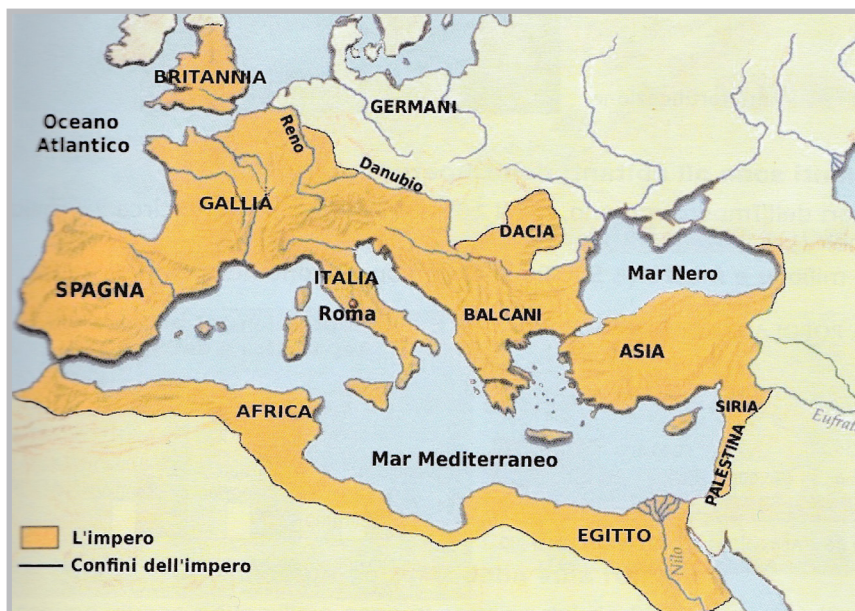 BRITANNIA
GERMANI
Oceano
Atlantico
Reno
Danubio
GALLIA
DACIA
SPAGNA
ITALIA
Roma
BALCANI
Mar Nero
ASIA
AFRICA
SIRIA
PALESTINA
Mar Mediterraneo
EGITTO
Nilo
L'impero
Confini dell'impero